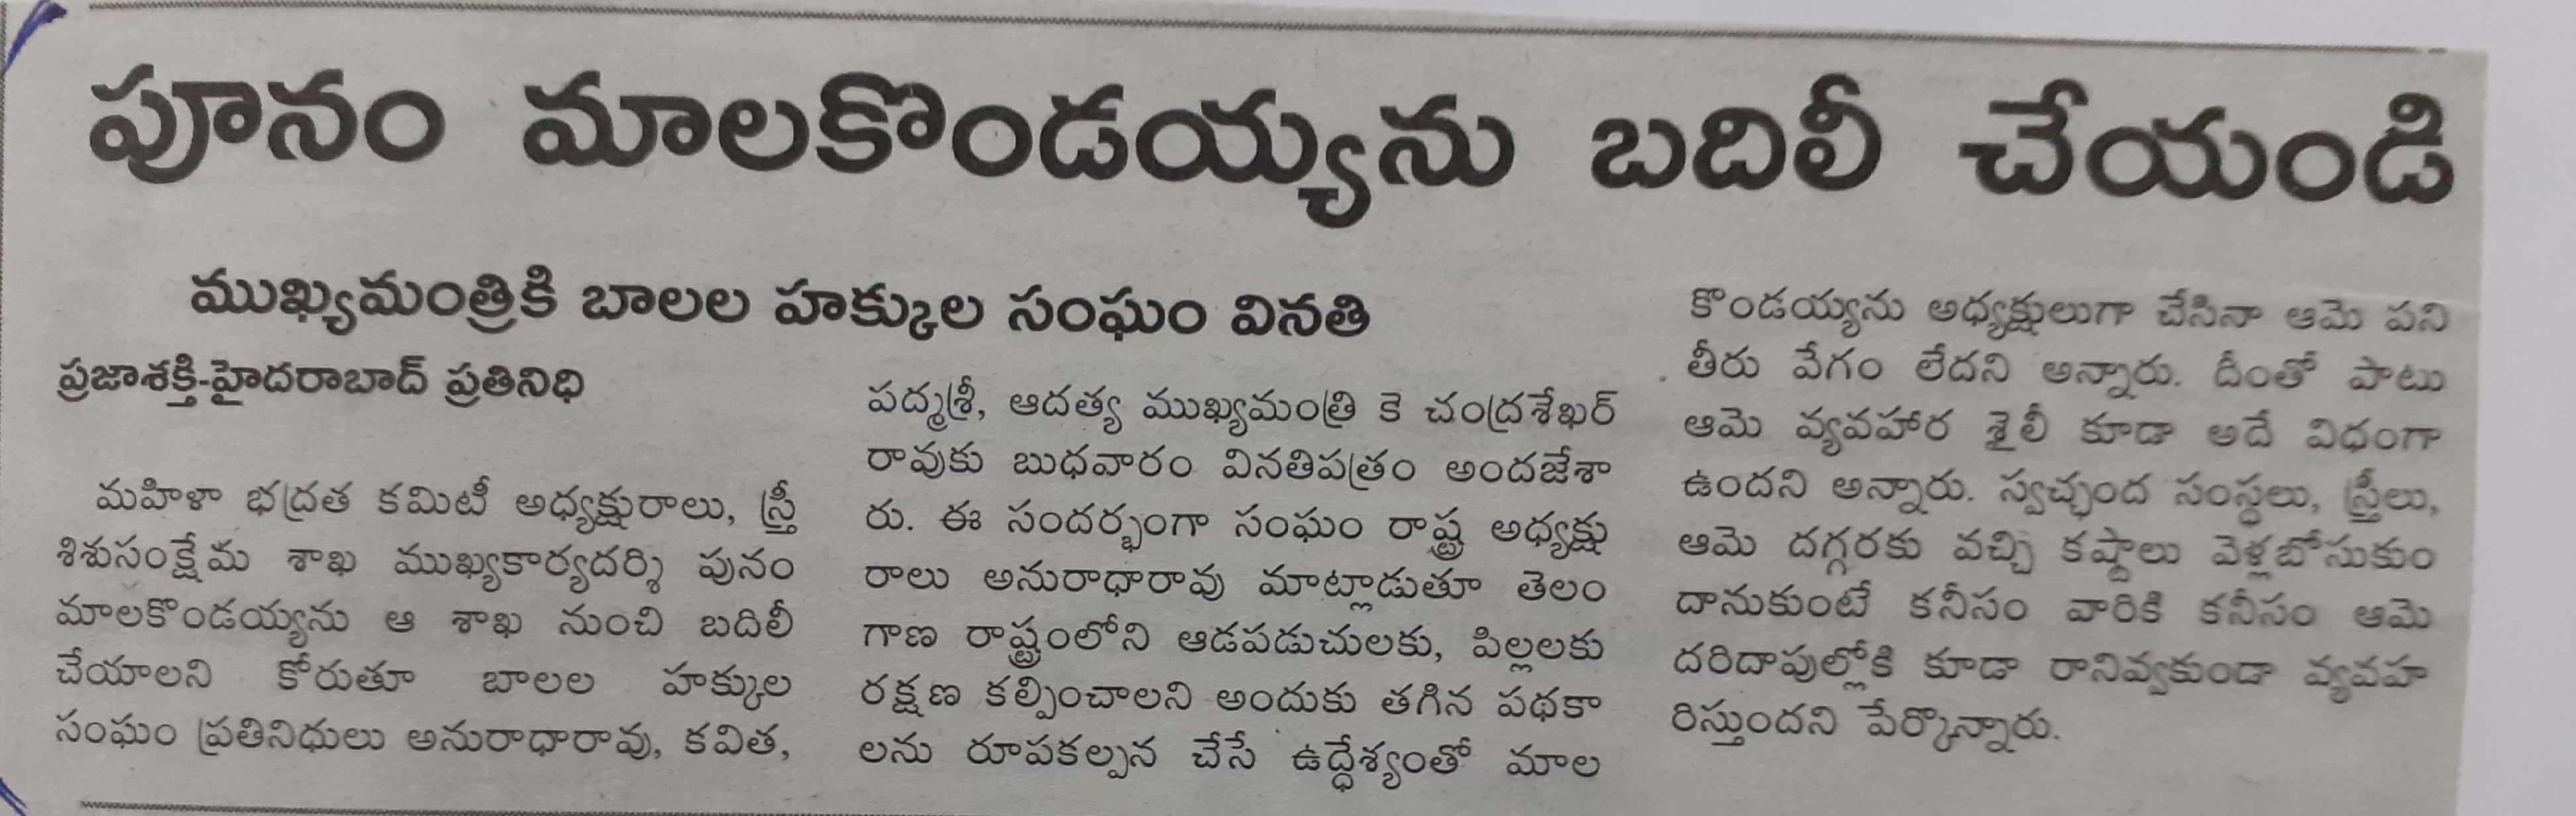 పూనం మాలకొండయ్యను బదిలీ చేయండి
ముఖ్యమంత్రికి బాలల హక్కుల సంఘం వినతి
ప్రజాశక్తి-హైదరాబాద్ ప్రతినిధి
మహిళా భద్రత కమిటీ అధ్యక్షురాలు, స్త్రీ
శిశుసంక్షేమ శాఖ ముఖ్యకార్యదర్శి పునం
మాలకొండయ్యను ఆ శాఖ నుంచి బదిలీ
చేయాలని కోరుతూ బాలల హక్కుల
సంఘం ప్రతినిధులు అనురాధారావు, కవిత,
పద్మశ్రీ, ఆదత్య ముఖ్యమంత్రి కె చంద్రశేఖర్
రావుకు బుధవారం వినతిపత్రం అందజేశా
రు. ఈ సందర్భంగా సంఘం రాష్ట్ర అధ్యక్షు
రాలు అనురాధారావు మాట్లాడుతూ తెలం
గాణ రాష్ట్రంలోని ఆడపడుచులకు, పిల్లలకు
రక్షణ కల్పించాలని అందుకు తగిన పథకా
లను రూపకల్పన చేసే ఉద్ధేశ్యంతో మాల
కొండయ్యను అధ్యక్షులుగా చేసినా ఆమె పని
తీరు వేగం లేదని అన్నారు. దీంతో పాటు
ఆమె వ్యవహార శైలీ కూడా అదే విధంగా
ఉందని అన్నారు. స్వచ్ఛంద సంస్థలు, స్త్రీలు,
ఆమె దగ్గరకు వచ్చి కష్టాలు వెళ్లబోసుకుం
దానుకుంటే కనీసం వారికి కనీసం ఆమె
దరిదాపుల్లోకి కూడా రానివ్వకుండా వ్యవహ
రిస్తుందని పేర్కొన్నారు.